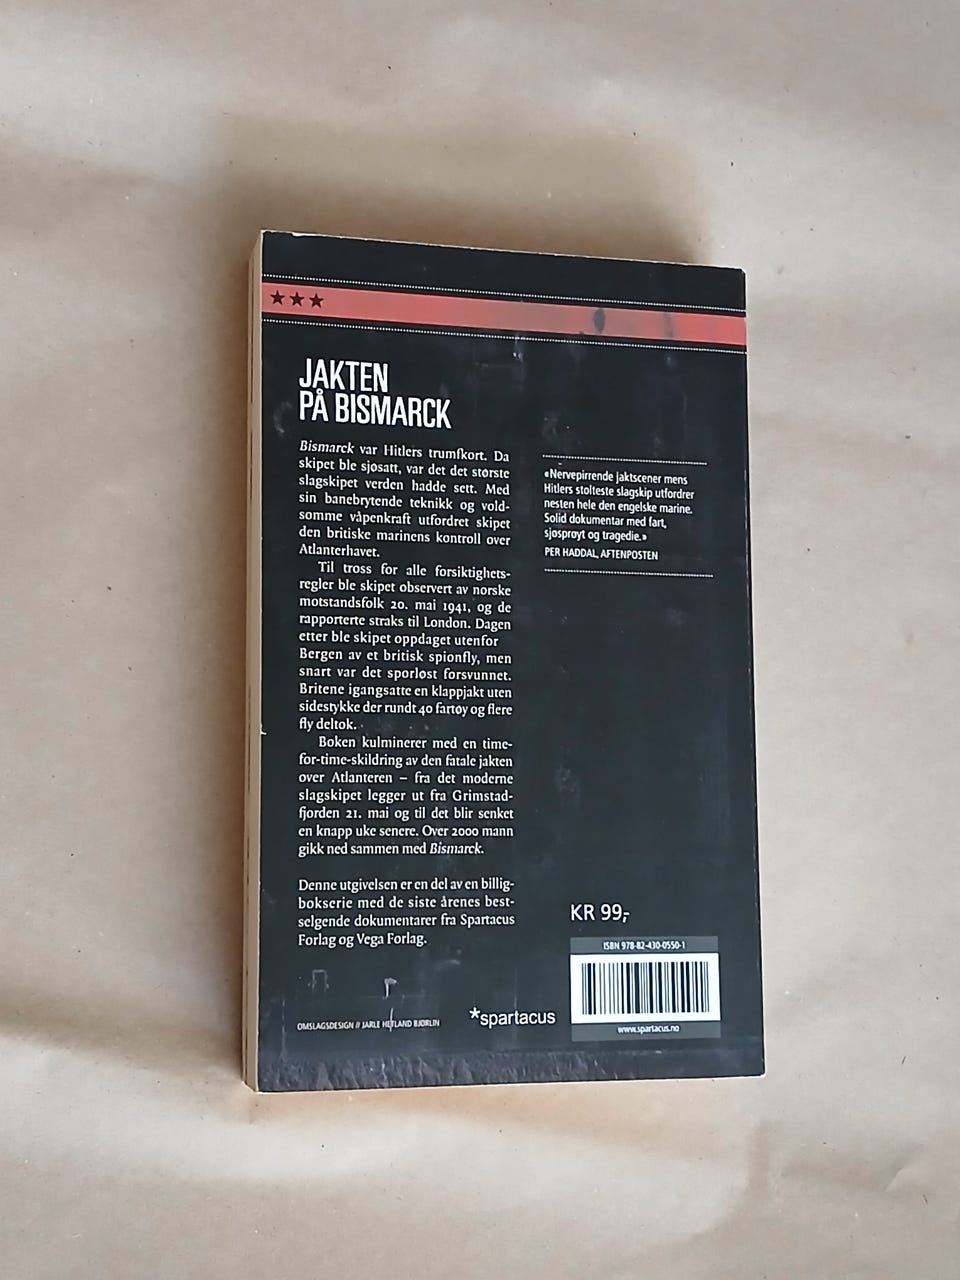 ★★★
JAKTEN
PÅ BISMARCK
Bismarck var Hitlers trumfkort. Da
skipet ble sjøsatt, var det det største
slagskipet verden hadde sett. Med
sin banebrytende teknikk og vold-
somme våpenkraft utfordret skipet
den britiske marinens kontroll over
Atlanterhavet.
Til tross for alle forsiktighets-
regler ble skipet observert av norske
motstandsfolk 20. mai 1941, og de
rapporterte straks til London. Dagen
etter ble skipet oppdaget utenfor
Bergen av et britisk spionfly, men
snart var det sporløst forsvunnet.
Britene igangsatte en klappjakt uten
sidestykke der rundt 40 fartøy og flere
fly deltok.
Boken kulminerer med en time-
for-time-skildring av den fatale jakten
over Atlanteren – fra det moderne
slagskipet legger ut fra Grimstad-
fjorden 21. mai og til det blir senket
en knapp uke senere. Over 2000 mann
gikk ned sammen med Bismarck.
Denne utgivelsen er en del av en billig-
bokserie med de siste årenes best-
selgende dokumentarer fra Spartacus
Forlag og Vega Forlag.
«Nervepirrende jaktscener mens
Hitlers stolteste slagskip utfordrer
nesten hele den engelske marine.
Solid dokumentar med fart,
sjøsprøyt og tragedie.»
PER HADDAL, AFTENPOSTEN
KR 99,-
ISBN 978-82-430-0550-1
www.spartacus.no
*spartacus
OMSLAGSDESIGN // JARLE HETLAND BJØRLIN